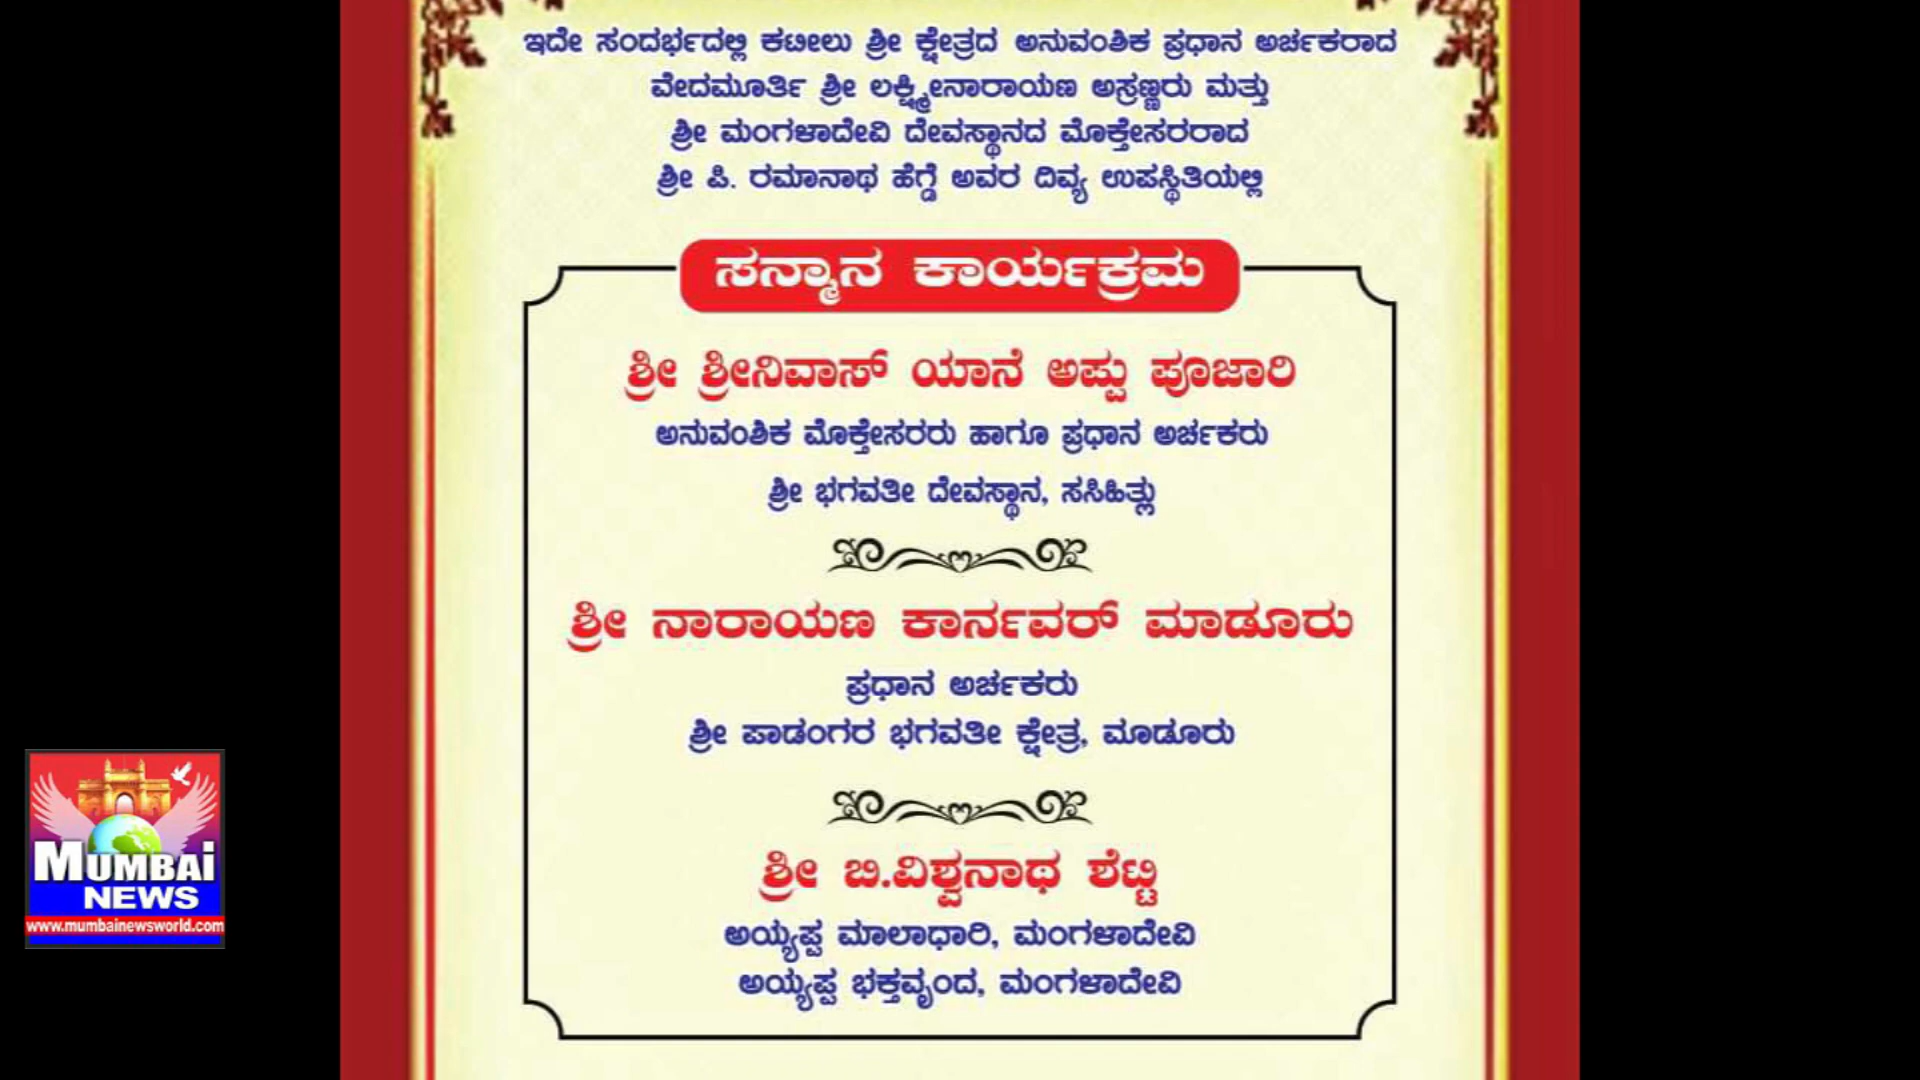 ಇದೇ ಸಂದರ್ಭದಲ್ಲಿ ಕಟೀಲು ಶ್ರೀ ಕ್ಷೇತ್ರದ ಅನುವಂಶಿಕ ಪ್ರಧಾನ ಅರ್ಚಕರಾದ
ವೇದಮೂರ್ತಿ ಶ್ರೀ ಲಕ್ಷ್ಮೀನಾರಾಯಣ ಅಸ್ರಣ್ಣರು ಮತ್ತು
ಶ್ರೀ ಮಂಗಳಾದೇವಿ ದೇವಸ್ಥಾನದ ಮೊಕ್ತೇಸರರಾದ
ಶ್ರೀ ಪಿ. ರಮಾನಾಥ ಹೆಗ್ಡೆ ಅವರ ದಿವ್ಯ ಉಪಸ್ಥಿತಿಯಲ್ಲಿ
ಸನ್ಮಾನ ಕಾರ್ಯಕ್ರಮ
ಶ್ರೀ ಶ್ರೀನಿವಾಸ್ ಯಾನೆ ಅಪ್ಪು ಪೂಜಾರಿ
ಅನುವಂಶಿಕ ಮೊಕ್ತೇಸರರು ಹಾಗೂ ಪ್ರಧಾನ ಅರ್ಚಕರು
ಶ್ರೀ ಭಗವತೀ ದೇವಸ್ಥಾನ, ಸಸಿಹಿತ್ಲು
ಶ್ರೀ ನಾರಾಯಣ ಕಾರ್ನವರ್ ಮಾಡೂರು
ಪ್ರಧಾನ ಅರ್ಚಕರು
ಶ್ರೀ ಪಾಡಂಗರ ಭಗವತೀ ಕ್ಷೇತ್ರ, ಮಾಡೂರು
ಶ್ರೀ ಬಿ.ವಿಶ್ವನಾಥ ಶೆಟ್ಟಿ
ಅಯ್ಯಪ್ಪ ಮಾಲಾಧಾರಿ, ಮಂಗಳಾದೇವಿ
ಅಯ್ಯಪ್ಪ ಭಕ್ತವೃಂದ, ಮಂಗಳಾದೇವಿ
MUMBAi
NEWS
www.mumbainewsworld.com